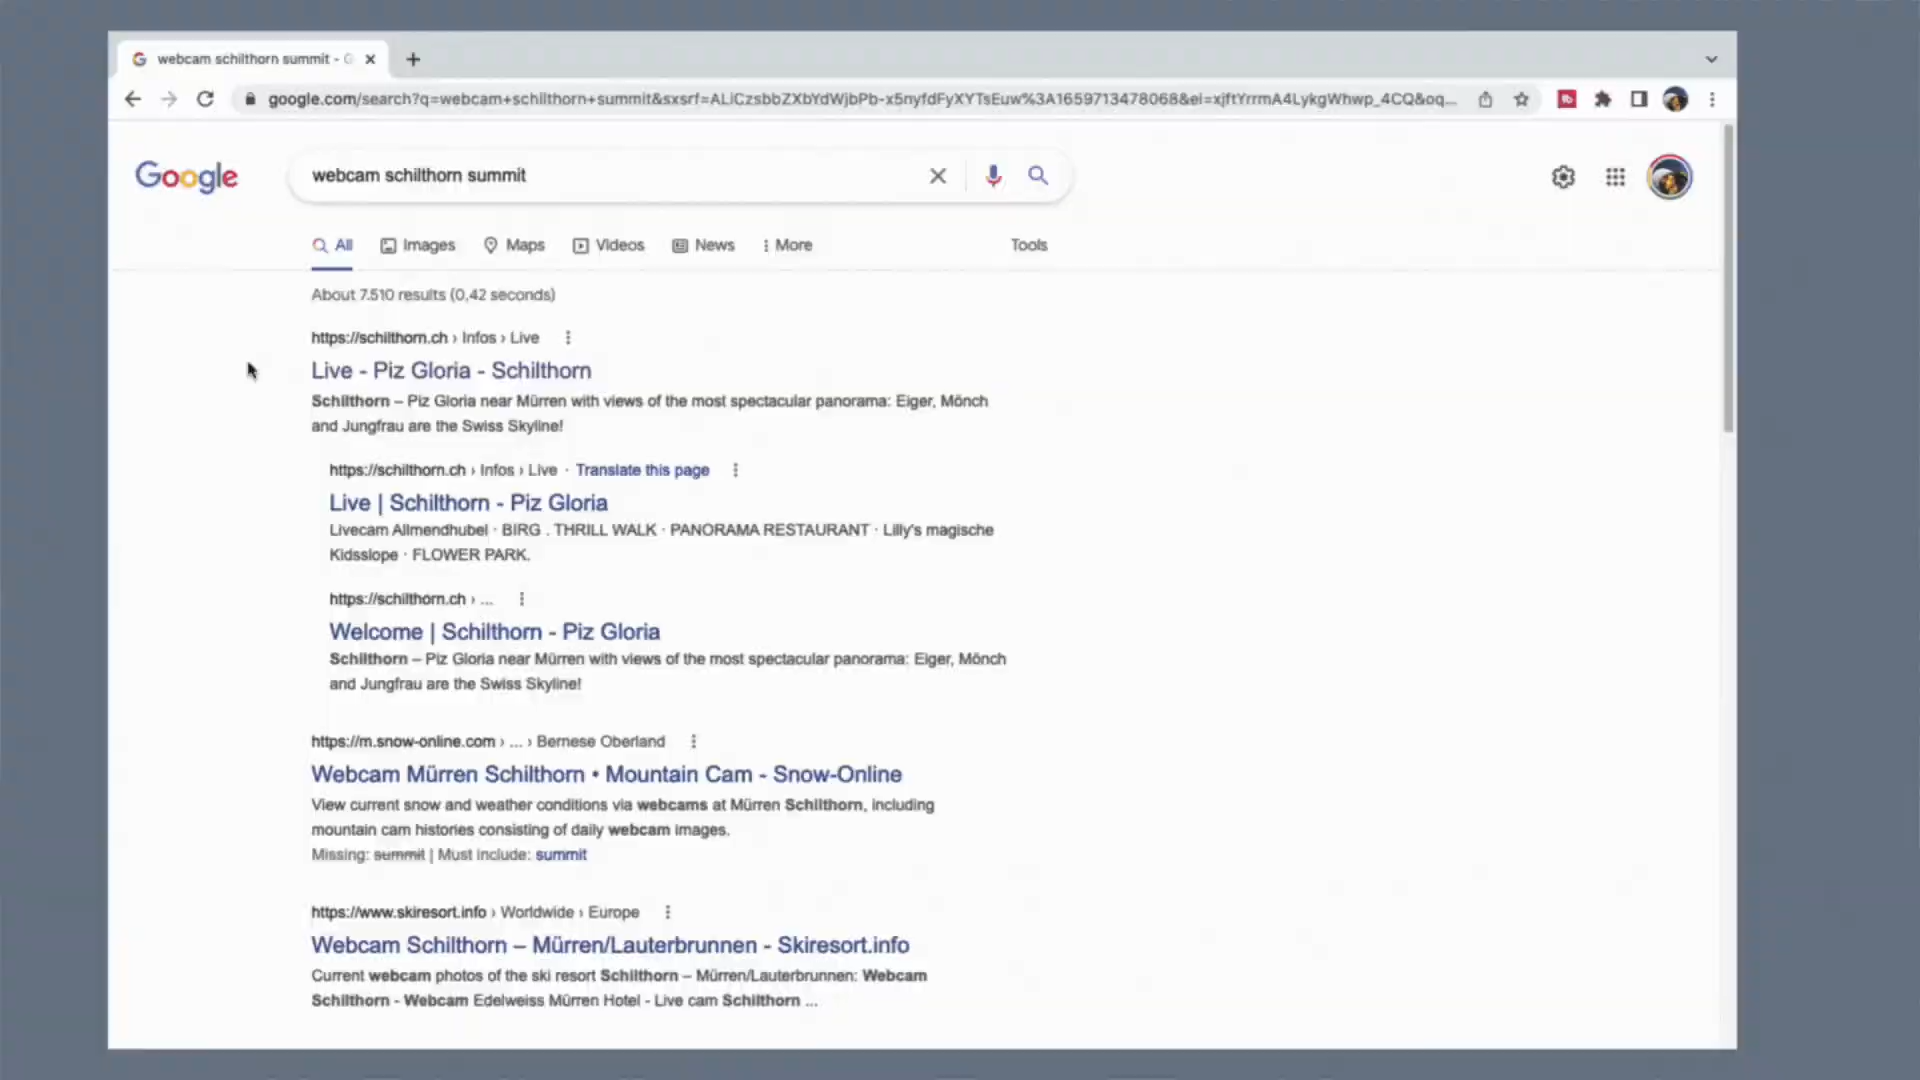 webcam schilthorn summit - G
google.com/search?q=webcam+schilthorn+summit&sxsrf=ALiCzsbbZXbYdWjbPb-x5nyfdFyXYTsEuw%3A1659713478068&ei=xjftYrrmA4LykgWhwp_4CQ&oq...
Google
webcam schilthorn summit
All Images Maps Videos News More Tools
About 7.510 results (0,42 seconds)
https://schilthorn.ch › Infos › Live
Live - Piz Gloria - Schilthorn
Schilthorn – Piz Gloria near Mürren with views of the most spectacular panorama: Eiger, Mönch
and Jungfrau are the Swiss Skyline!
https://schilthorn.ch › Infos › Live · Translate this page
Live | Schilthorn - Piz Gloria
Livecam Allmendhubel · BIRG . THRILL WALK · PANORAMA RESTAURANT · Lilly's magische
Kidsslope · FLOWER PARK.
https://schilthorn.ch › ...
Welcome | Schilthorn - Piz Gloria
Schilthorn – Piz Gloria near Mürren with views of the most spectacular panorama: Eiger, Mönch
and Jungfrau are the Swiss Skyline!
https://m.snow-online.com › ... › Bernese Oberland
Webcam Mürren Schilthorn • Mountain Cam - Snow-Online
View current snow and weather conditions via webcams at Mürren Schilthorn, including
mountain cam histories consisting of daily webcam images.
Missing: summit | Must include: summit
https://www.skiresort.info › Worldwide › Europe
Webcam Schilthorn – Mürren/Lauterbrunnen - Skiresort.info
Current webcam photos of the ski resort Schilthorn – Mürren/Lauterbrunnen: Webcam
Schilthorn - Webcam Edelweiss Mürren Hotel - Live cam Schilthorn ...